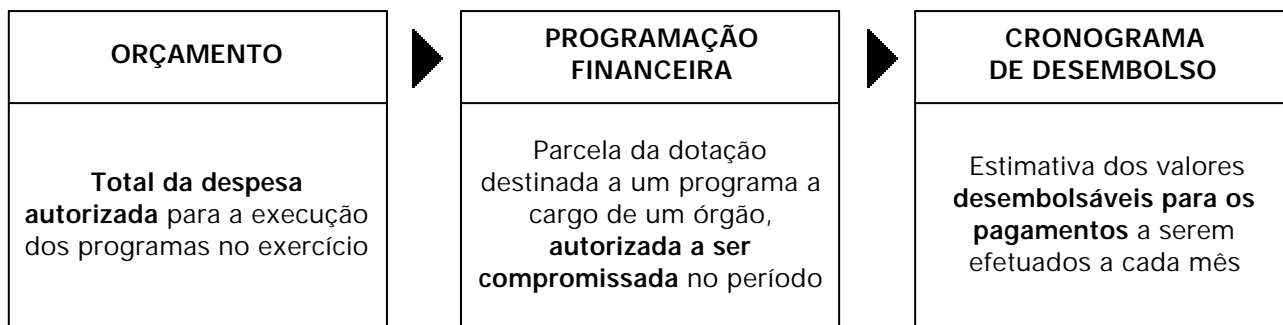 ORÇAMENTO
Total da despesa
autorizada para a execução
dos programas no exercício
PROGRAMAÇÃO
FINANCEIRA
Parcela da dotação
destinada a um programa a
cargo de um órgão,
autorizada a ser
compromissada no período
CRONOGRAMA
DE DESEMBOLSO
Estimativa dos valores
desembolsáveis para os
pagamentos a serem
efetuados a cada mês